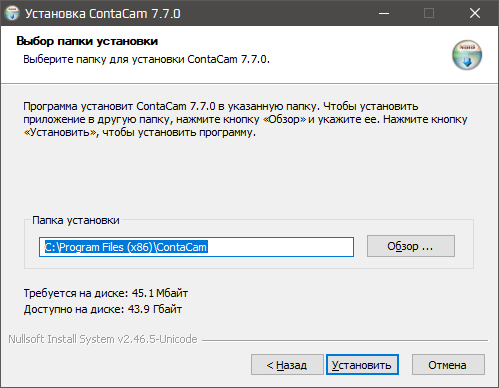 Установка ContaCam 7.7.0
Выбор папки установки
Выберите папку для установки ContaCam 7.7.0.
Программа установит ContaCam 7.7.0 в указанную папку. Чтобы установить
приложение в другую папку, нажмите кнопку «Обзор» и укажите ее. Нажмите кнопку
«Установить», чтобы установить программу.
Папка установки
C:\Program Files (x86)\ContaCam
Обзор ...
Требуется на диске: 45.1 Мбайт
Доступно на диске: 43.9 Гбайт
Nullsoft Install System v2.46.5-Unicode
< Назад
Установить
Отмена